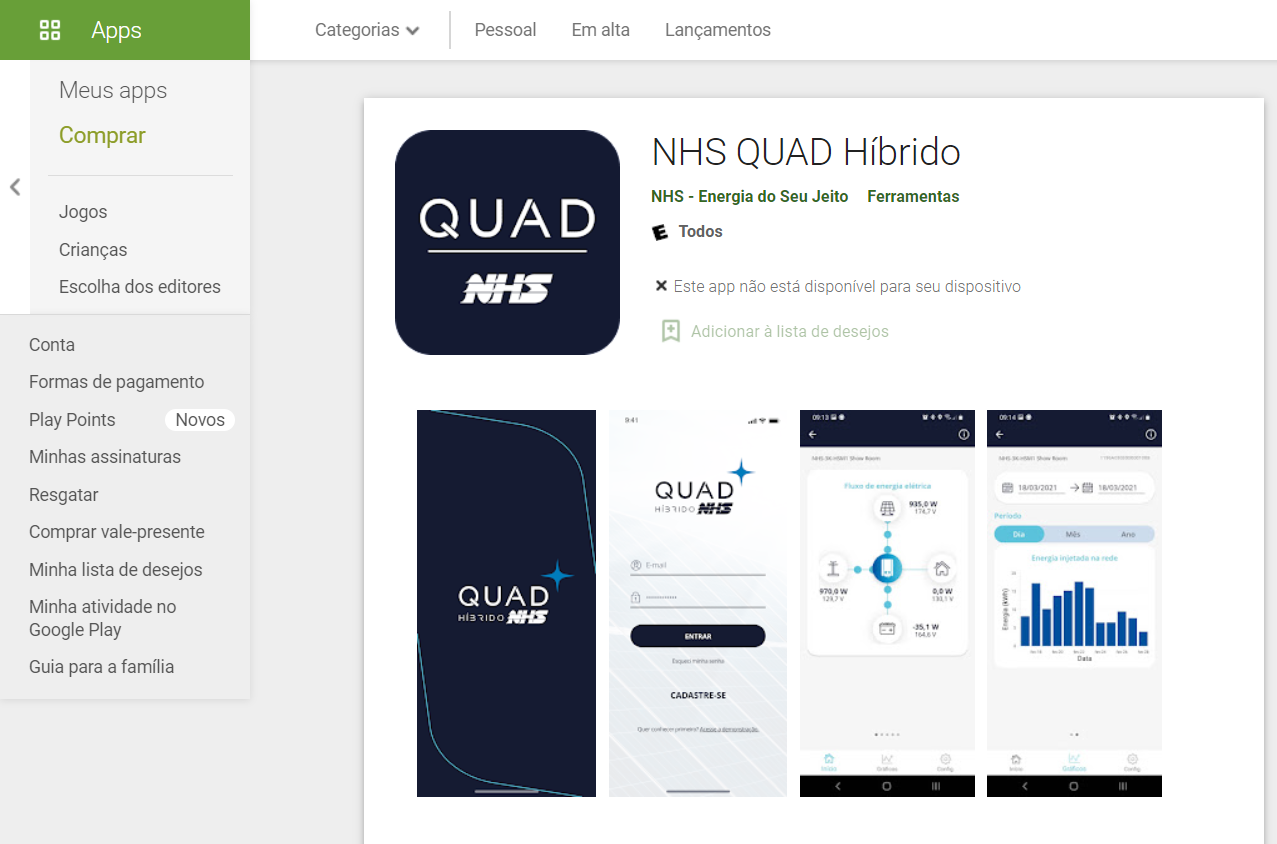 Apps
Categorias
Pessoal
Em alta
Lançamentos
Meus apps
Comprar
Jogos
Crianças
Escolha dos editores
Conta
Formas de pagamento
Play Points
Novos
Minhas assinaturas
Resgatar
Comprar vale-presente
Minha lista de desejos
Minha atividade no
Google Play
Guia para a família
QUAD
NHS
NHS QUAD Híbrido
NHS - Energia do Seu Jeito
Ferramentas
E
Todos
Este app não está disponível para seu dispositivo
Adicionar à lista de desejos
QUAD
HÍBRIDO NHS
9:41
QUAD
HÍBRIDO NHS
E-mail
ENTRAR
Esqueci minha senha
CADASTRE-SE
Quer conhecer primeiro? Acesse a demonstração.
09:13
Show Room
Fluxo de energia elétrica
935,0 W
174,7 V
970,0 W
129,7 V
0,0 W
130,1 V
-35,1 W
164,6 V
Início
Gráficos
Config.
09:14
Show Room
18/03/2021
18/03/2021
Período
Dia
Mês
Ano
Energia injetada na rede
Energia (kWh)
Data
Início
Gráficos
Config.